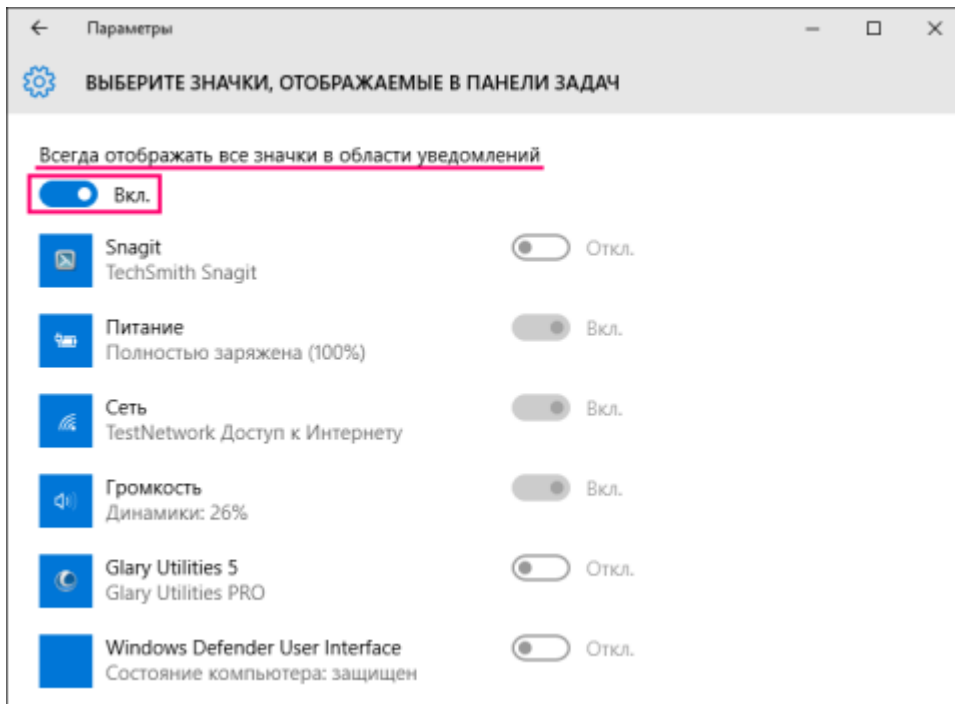 Параметры
ВЫБЕРИТЕ ЗНАЧКИ, ОТОБРАЖАЕМЫЕ В ПАНЕЛИ ЗАДАЧ
Всегда отображать все значки в области уведомлений
Вкл.
Snagit
Откл.
TechSmith Snagit
Питание
Вкл.
Полностью заряжена (100%)
Сеть
Вкл.
TestNetwork Доступ к Интернету
Громкость
Вкл.
Динамики: 26%
Glary Utilities 5
Откл.
Glary Utilities PRO
Windows Defender User Interface
Откл.
Состояние компьютера: защищен